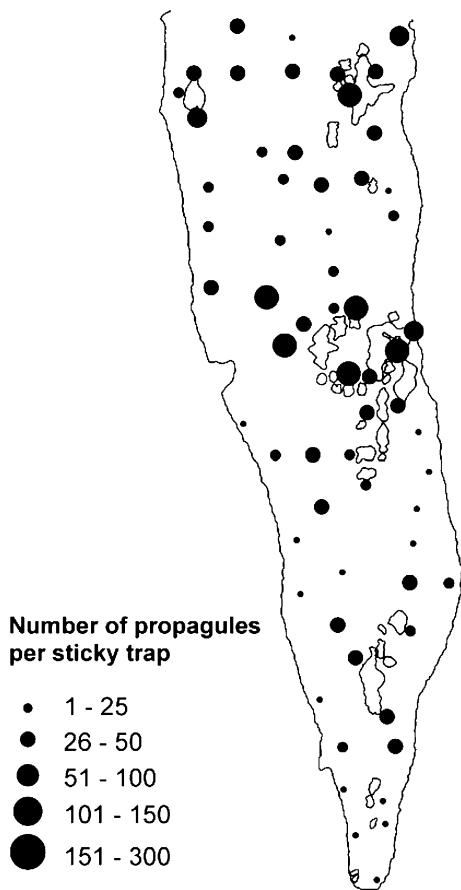 Number of propagules
per sticky trap
1 - 25
26 - 50
51 - 100
101 - 150
151 - 300